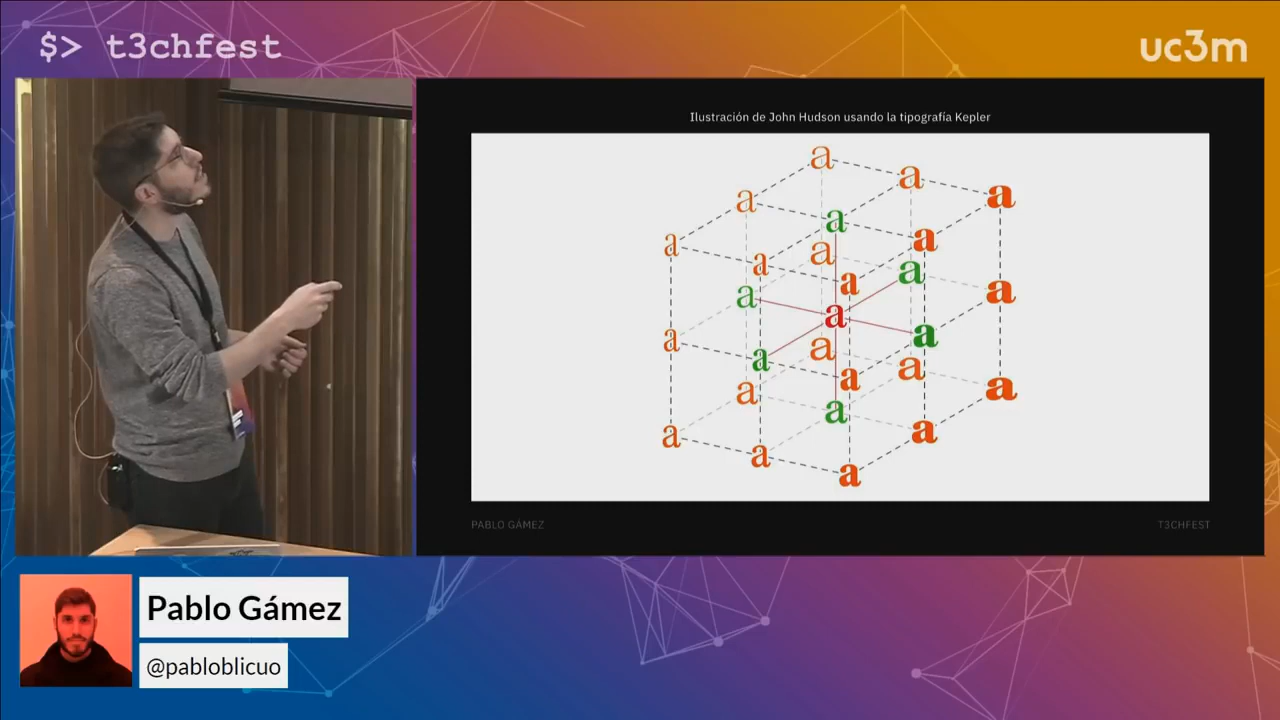 $> t3chfest
uc3m
Ilustración de John Hudson usando la tipografía Kepler
a
a
a a
a
a a
a a
a
a
a a
a
a a
a a
a
a
a a
a
a a
a
a
PABLO GÁMEZ
T3CHFEST
Pablo Gámez
@pabloblicuo